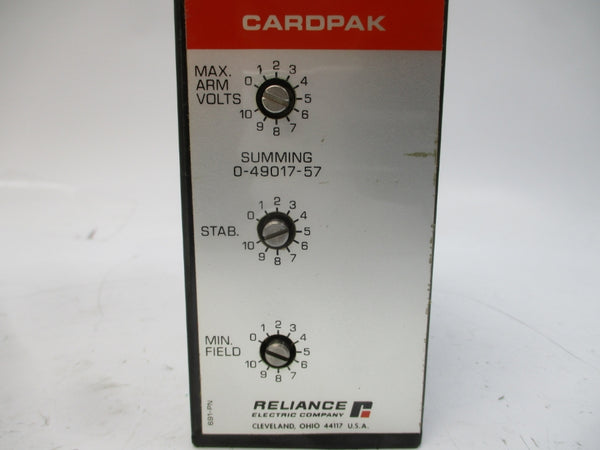 CARDPAK
MAX.
ARM
VOLTS
0 1 2 3 4 5 6 7 8 9 10
SUMMING
0-49017-57
STAB.
0 1 2 3 4 5 6 7 8 9 10
MIN.
FIELD
0 1 2 3 4 5 6 7 8 9 10
RELIANCE
ELECTRIC COMPANY
CLEVELAND, OHIO 44117 U.S.A.
691-PN